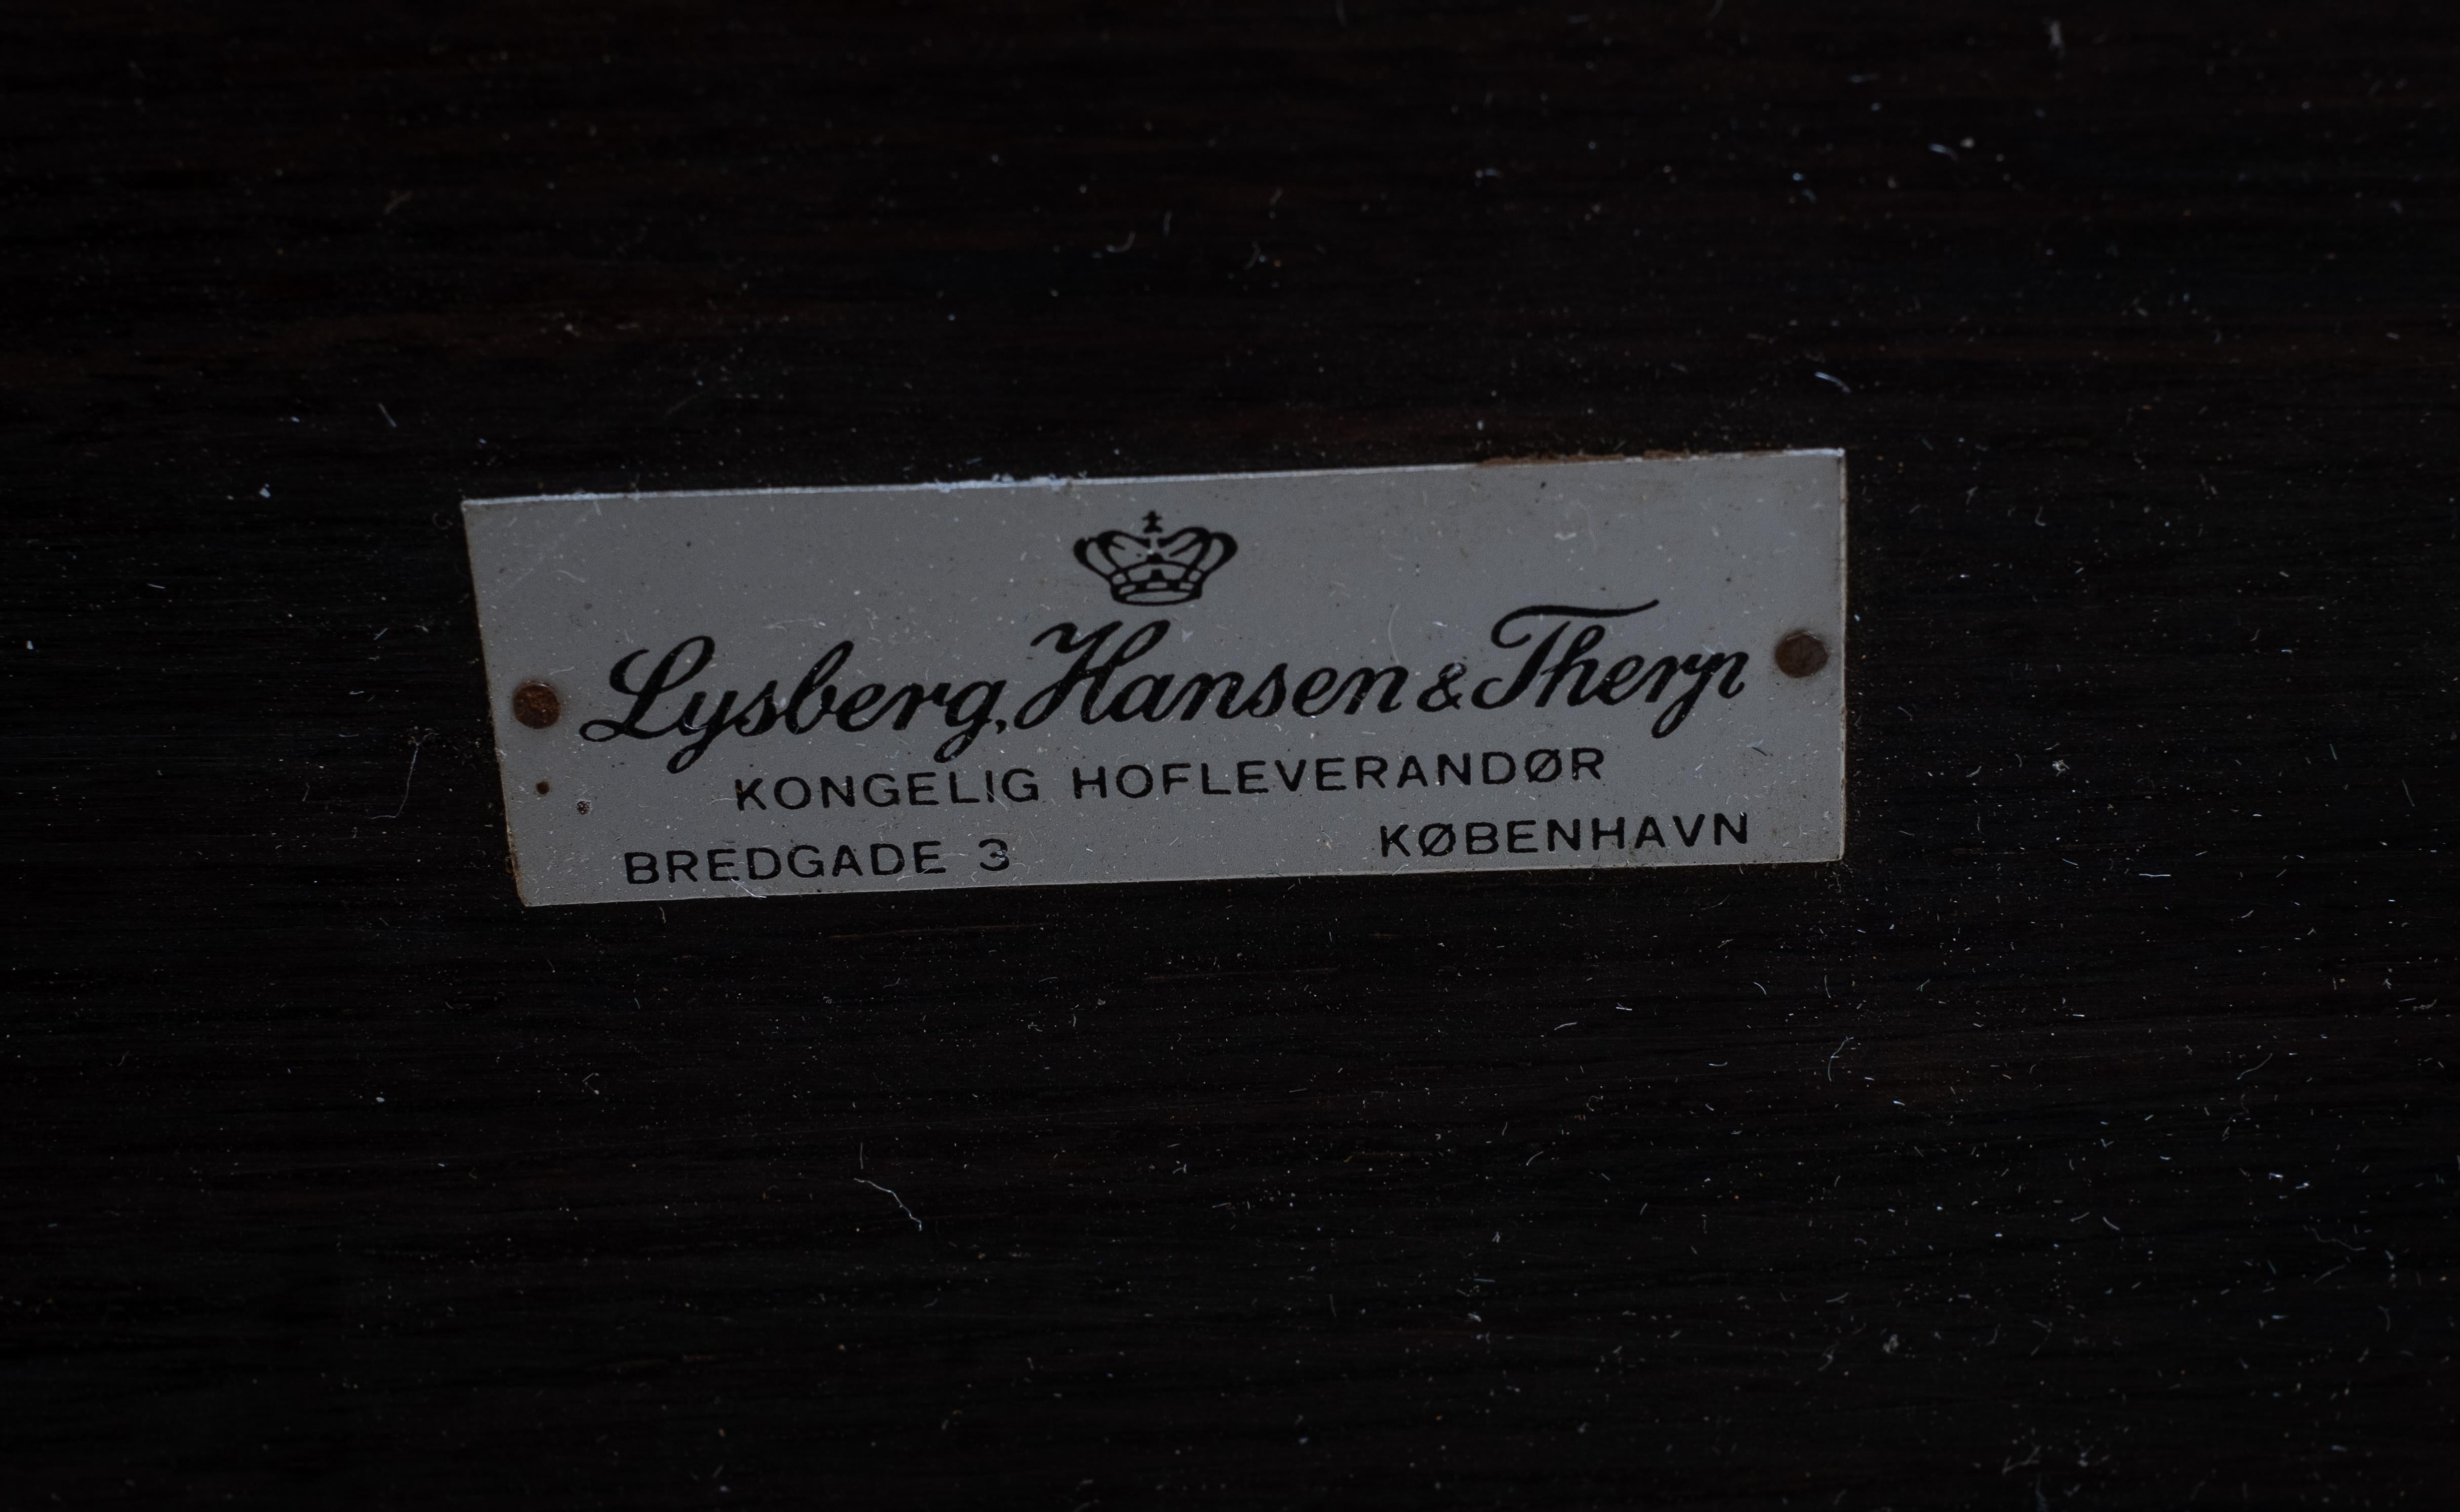 Lysberg, Hansen & Therp
KONGELIG HOFLEVERANDØR
BREDGADE 3 KØBENHAVN